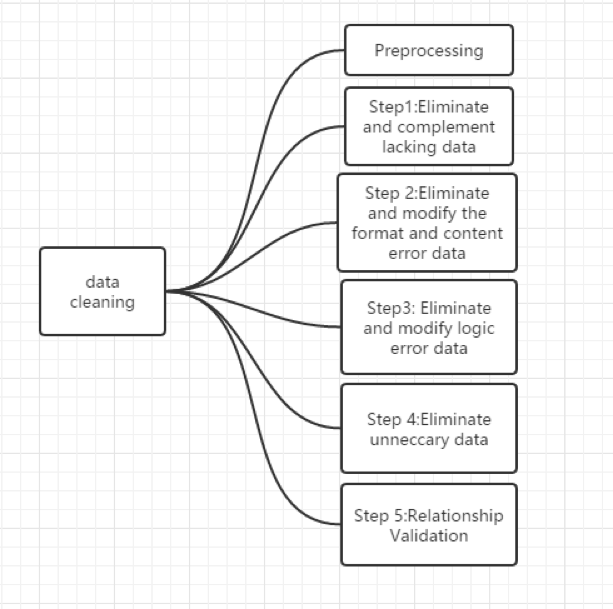 Preprocessing
Step1:Eliminate
and complement
lacking data
Step 2:Eliminate
and modify the
format and content
error data
data
cleaning
Step3: Eliminate
and modify logic
error data
Step 4:Eliminate
unneccary data
Step 5:Relationship
Validation